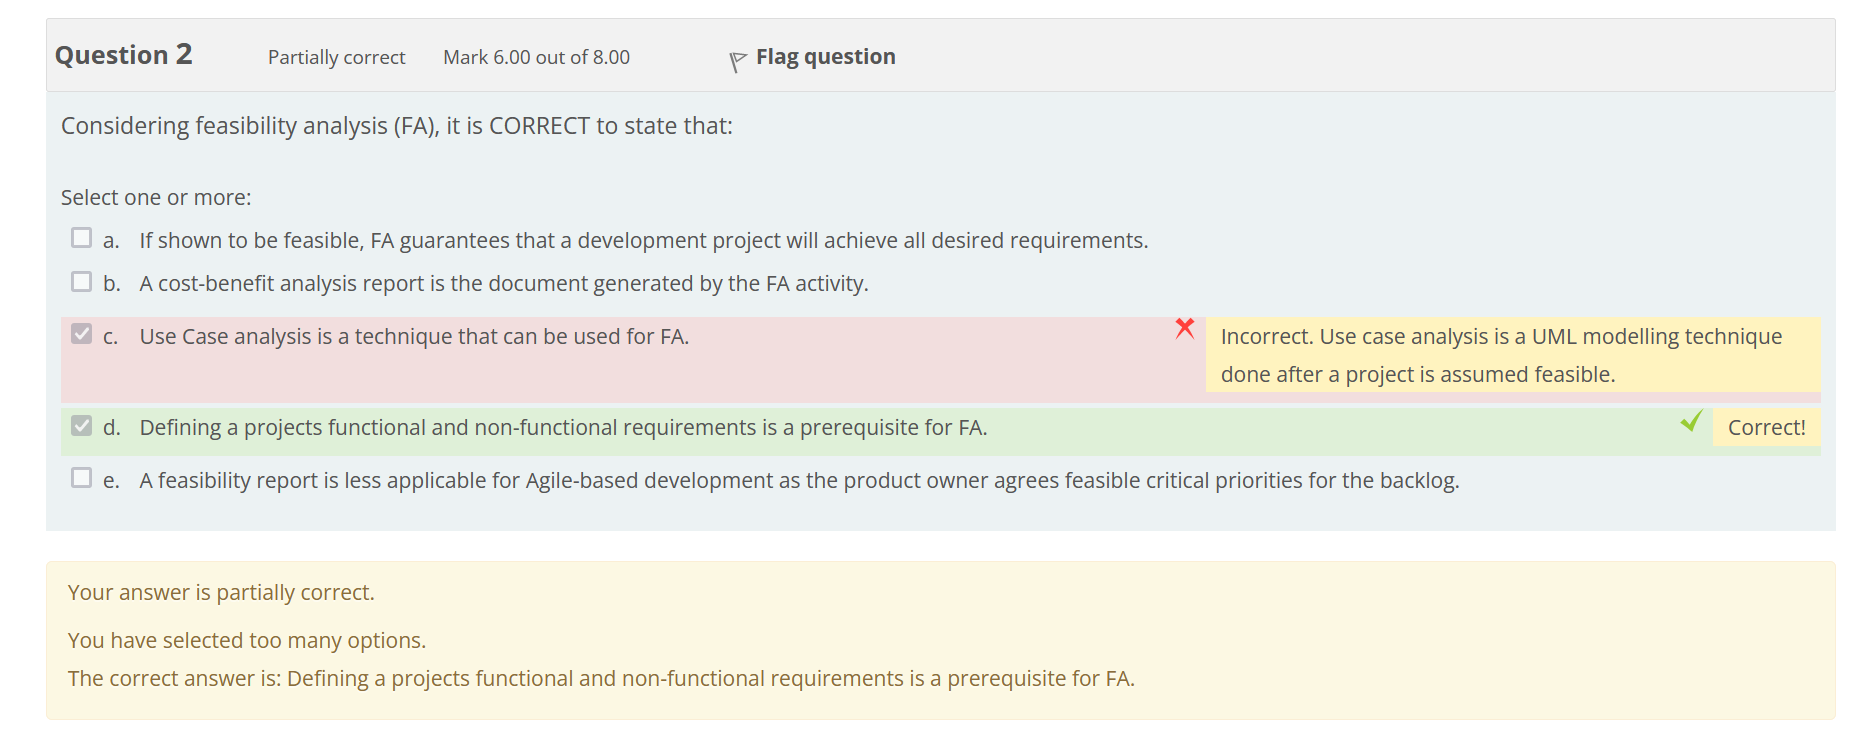 Question 2 Partially correct Mark 6.00 out of 8.00 Flag question
Considering feasibility analysis (FA), it is CORRECT to state that:
Select one or more:
a. If shown to be feasible, FA guarantees that a development project will achieve all desired requirements.
b. A cost-benefit analysis report is the document generated by the FA activity.
c. Use Case analysis is a technique that can be used for FA.
Incorrect. Use case analysis is a UML modelling technique
done after a project is assumed feasible.
d. Defining a projects functional and non-functional requirements is a prerequisite for FA.
Correct!
e. A feasibility report is less applicable for Agile-based development as the product owner agrees feasible critical priorities for the backlog.
Your answer is partially correct.
You have selected too many options.
The correct answer is: Defining a projects functional and non-functional requirements is a prerequisite for FA.